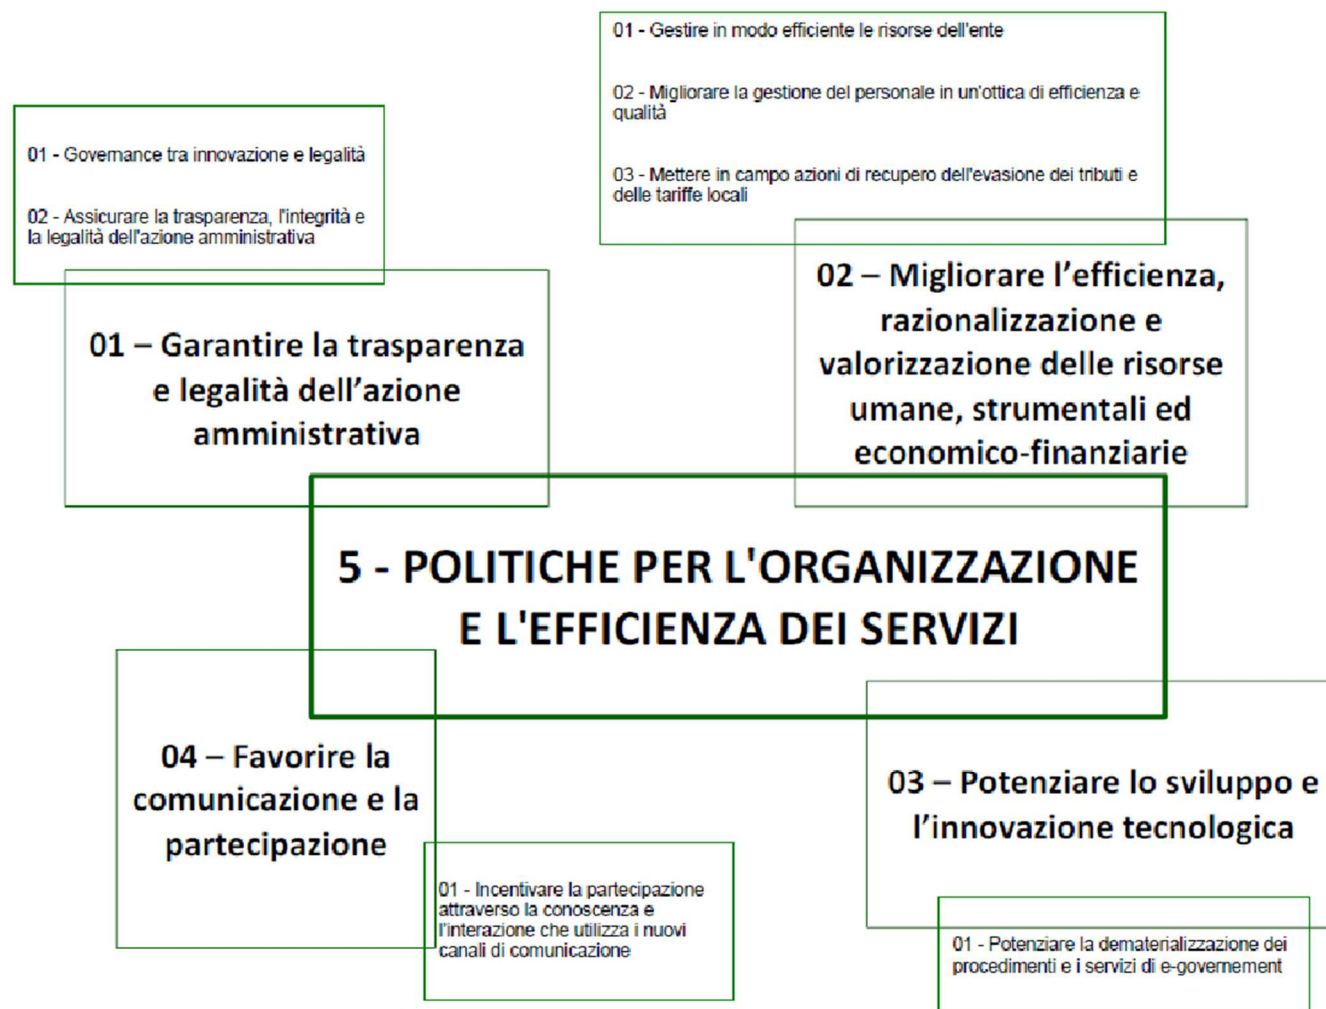 01 - Gestire in modo efficiente le risorse dell'ente
02 - Migliorare la gestione del personale in un'ottica di efficienza e
qualità
03 - Mettere in campo azioni di recupero dell'evasione dei tributi e
delle tariffe locali
01 - Governance tra innovazione e legalità
02 - Assicurare la trasparenza, l'integrità e
la legalità dell'azione amministrativa
01 – Garantire la trasparenza
e legalità dell’azione
amministrativa
02 – Migliorare l’efficienza,
razionalizzazione e
valorizzazione delle risorse
umane, strumentali ed
economico-finanziarie
5 - POLITICHE PER L'ORGANIZZAZIONE
E L'EFFICIENZA DEI SERVIZI
04 – Favorire la
comunicazione e la
partecipazione
01 - Incentivare la partecipazione
attraverso la conoscenza e
l'interazione che utilizza i nuovi
canali di comunicazione
03 – Potenziare lo sviluppo e
l’innovazione tecnologica
01 - Potenziare la dematerializzazione dei
procedimenti e i servizi di e-governement